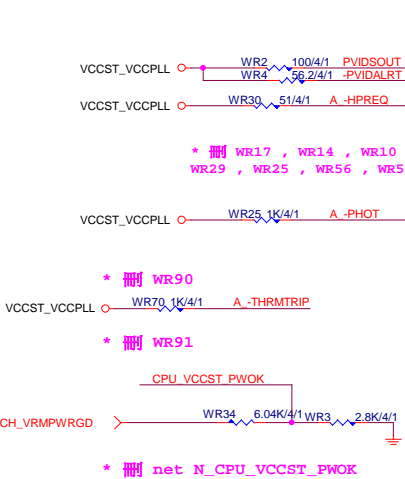 VCCST_VCCPLL WR2 100/4/1 PVIDSOUT
WR4 56.2/4/1 -PVIDALRT
VCCST_VCCPLL WR30 51/4/1 A_-HPREQ
* 刪 WR17 , WR14 , WR10
WR29 , WR25 , WR56 , WR5
VCCST_VCCPLL WR25 1K/4/1 A_-PHOT
* 刪 WR90
VCCST_VCCPLL WR70 1K/4/1 A_-THRMTRIP
* 刪 WR91
CPU_VCCST_PWOK
CH_VRMPWRGD WR34 6.04K/4/1 WR3 2.8K/4/1
* 刪 net N_CPU_VCCST_PWOK